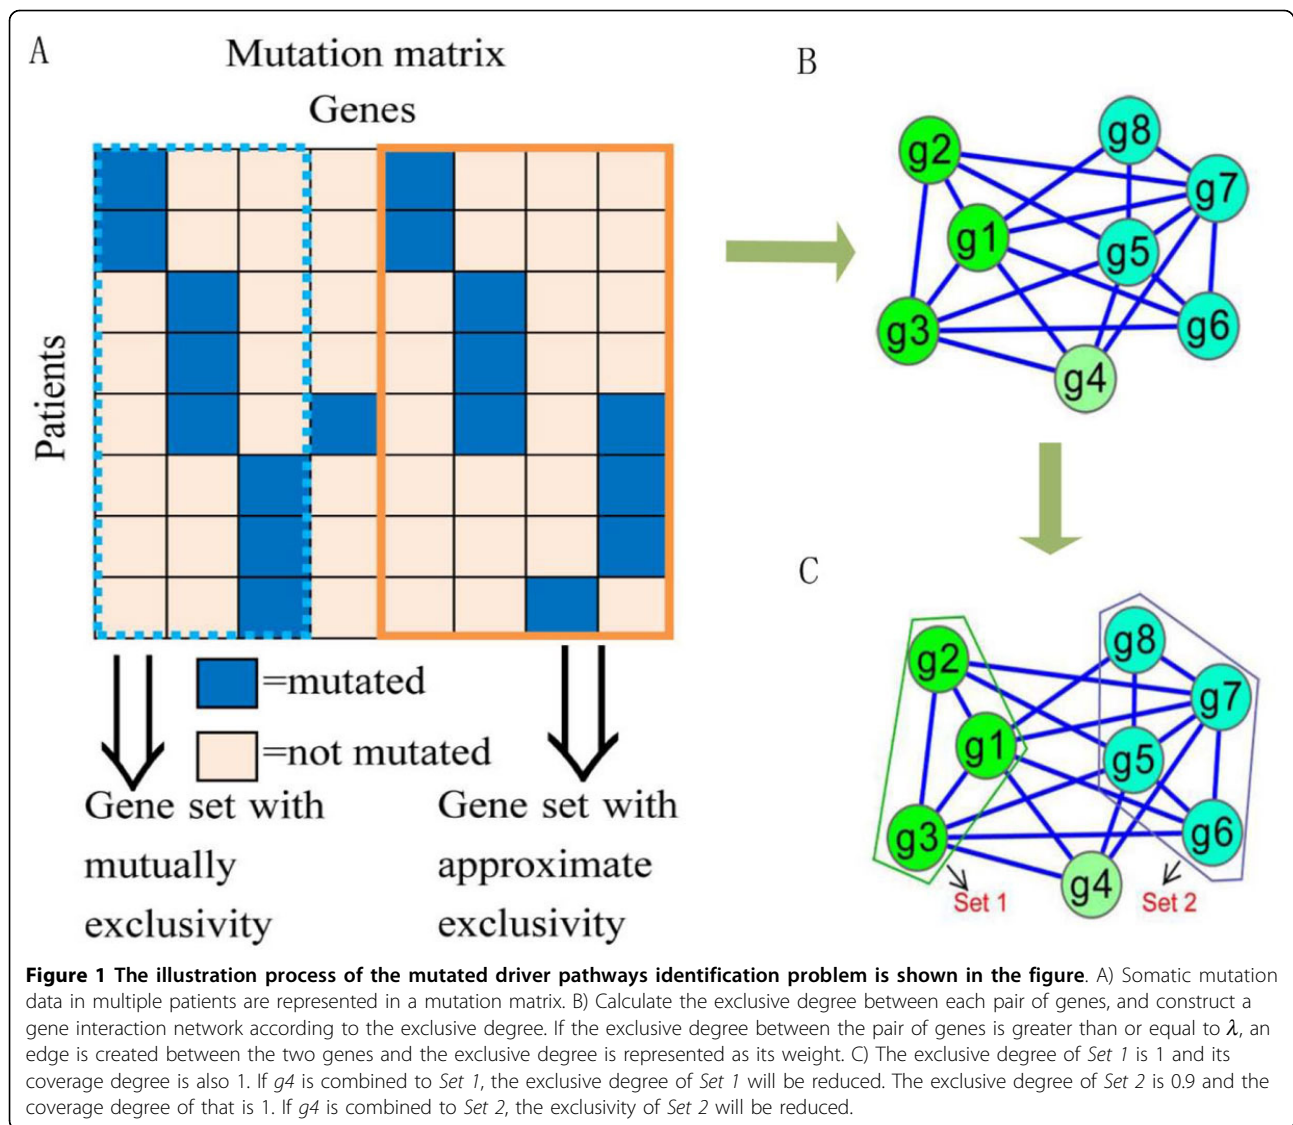 A
Mutation matrix
Genes
Patients
=mutated
=not mutated
Gene set with
mutually
exclusivity
Gene set with
approximate
exclusivity
B
g2
g8
g7
g1
g5
g3
g6
g4
C
g2
g8
g7
g1
g5
g3
g6
g4
Set 1
Set 2
Figure 1 The illustration process of the mutated driver pathways identification problem is shown in the figure. A) Somatic mutation
data in multiple patients are represented in a mutation matrix. B) Calculate the exclusive degree between each pair of genes, and construct a
gene interaction network according to the exclusive degree. If the exclusive degree between the pair of genes is greater than or equal to λ, an
edge is created between the two genes and the exclusive degree is represented as its weight. C) The exclusive degree of Set 1 is 1 and its
coverage degree is also 1. If g4 is combined to Set 1, the exclusive degree of Set 1 will be reduced. The exclusive degree of Set 2 is 0.9 and the
coverage degree of that is 1. If g4 is combined to Set 2, the exclusivity of Set 2 will be reduced.